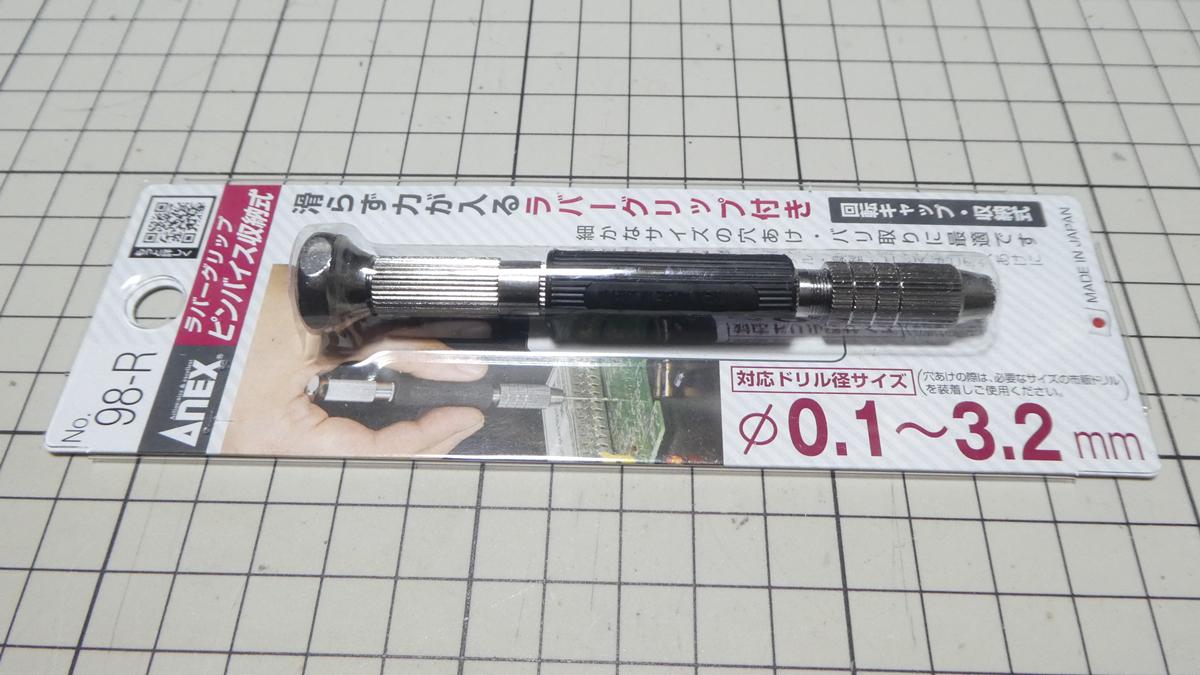 滑らず力が入るラバーグリップ付き
回転キャップ・収納式
細かなサイズの穴あけ・バリ取りに最適です
MADE IN JAPAN
ラバーグリップ
ピンバイス収納式
No. 98-R
ANEX®
対応ドリル径サイズ
(穴あけの際は、必要なサイズの市販ドリル
を装着しご使用ください。)
φ0.1～3.2mm